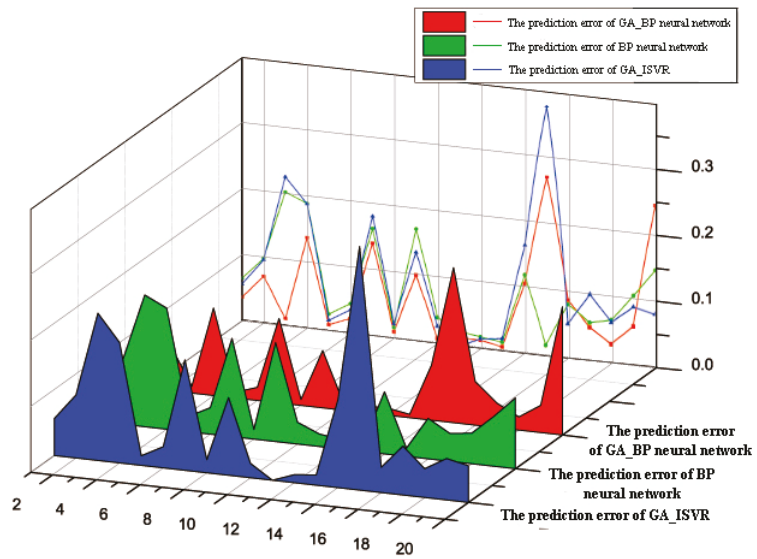 The prediction error of GA_BP neural network
The prediction error of BP neural network
The prediction error of GA_ISVR
0.3
0.2
0.1
0.0
The prediction error
of GA_BP neural network
The prediction error of BP
neural network
The prediction error of GA_ISVR
2
4
6
8
10
12
14
16
18
20